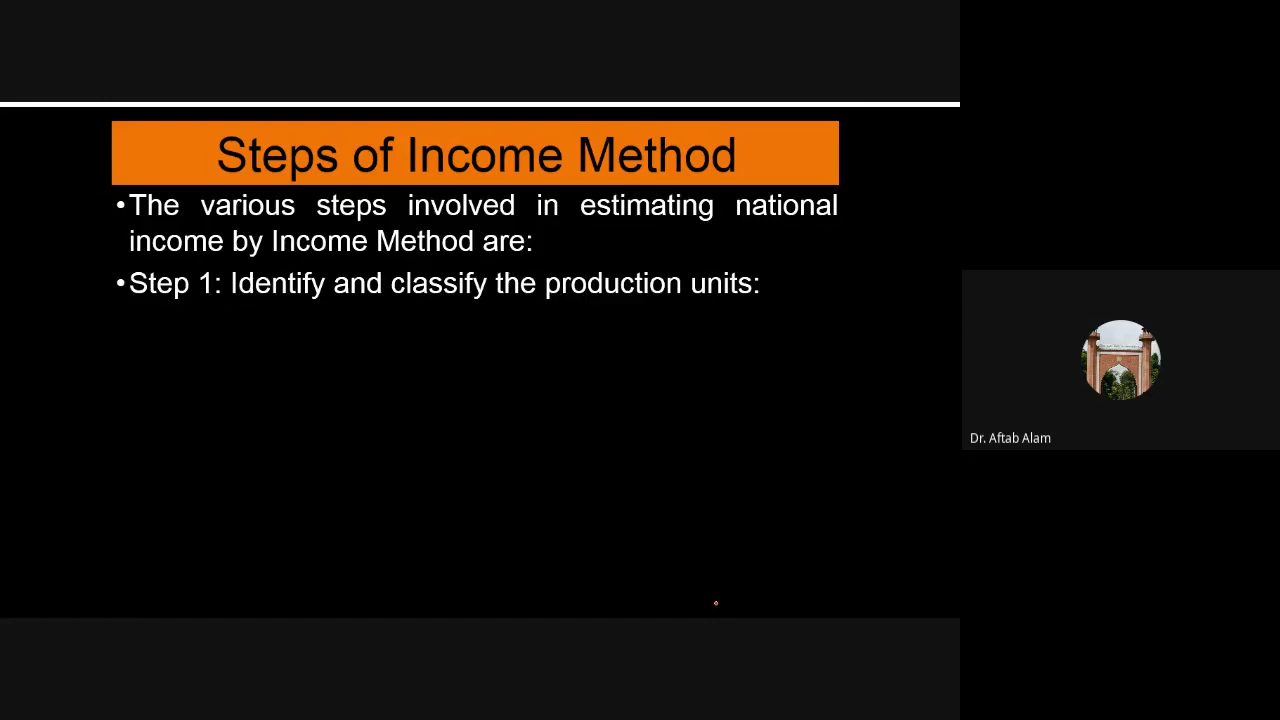 Steps of Income Method
•The various steps involved in estimating national
income by Income Method are:
•Step 1: Identify and classify the production units:
Dr. Aftab Alam